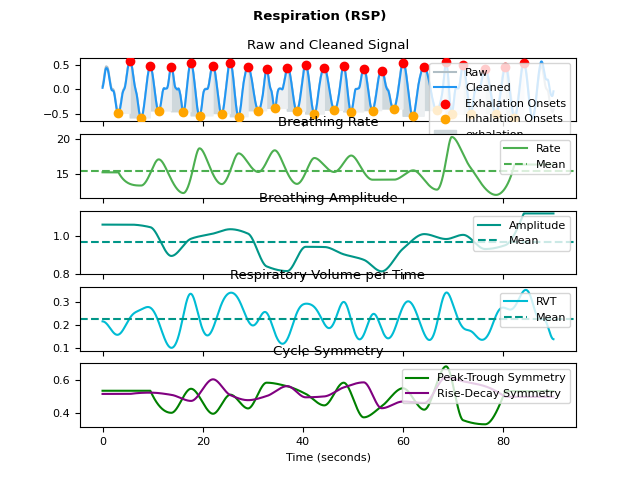 Respiration (RSP)
Raw and Cleaned Signal
0.5
0.0
−0.5
Raw
Cleaned
Exhalation Onsets
Inhalation Onsets
exhalation
Breathing Rate
20
15
Rate
Mean
Breathing Amplitude
1.0
0.8
Amplitude
Mean
Respiratory Volume per Time
0.3
0.2
0.1
RVT
Mean
Cycle Symmetry
0.6
0.4
Peak-Trough Symmetry
Rise-Decay Symmetry
0 20 40 60 80
Time (seconds)